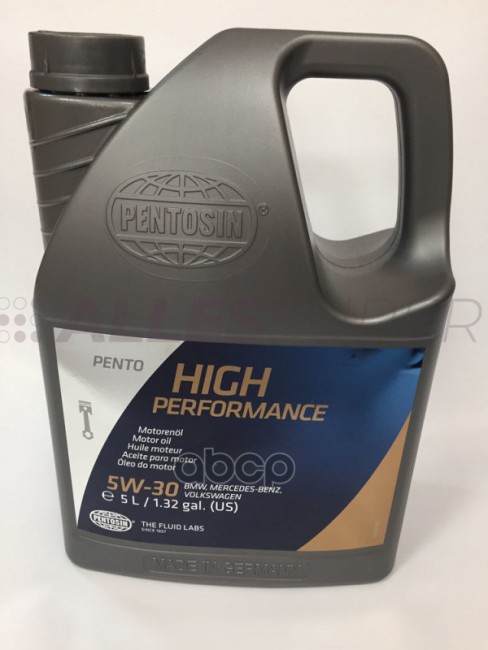 PENTOSIN®
PENTO
HIGH
PERFORMANCE
Motorenöl
Motor oil
Huile moteur
Aceite para motor
Óleo do motor
abcp
5W-30
BMW, MERCEDES-BENZ,
VOLKSWAGEN
℮ 5 L / 1.32 gal. (US)
PENTOSIN
THE FLUID LABS
SINCE 1927
MADE IN GERMANY